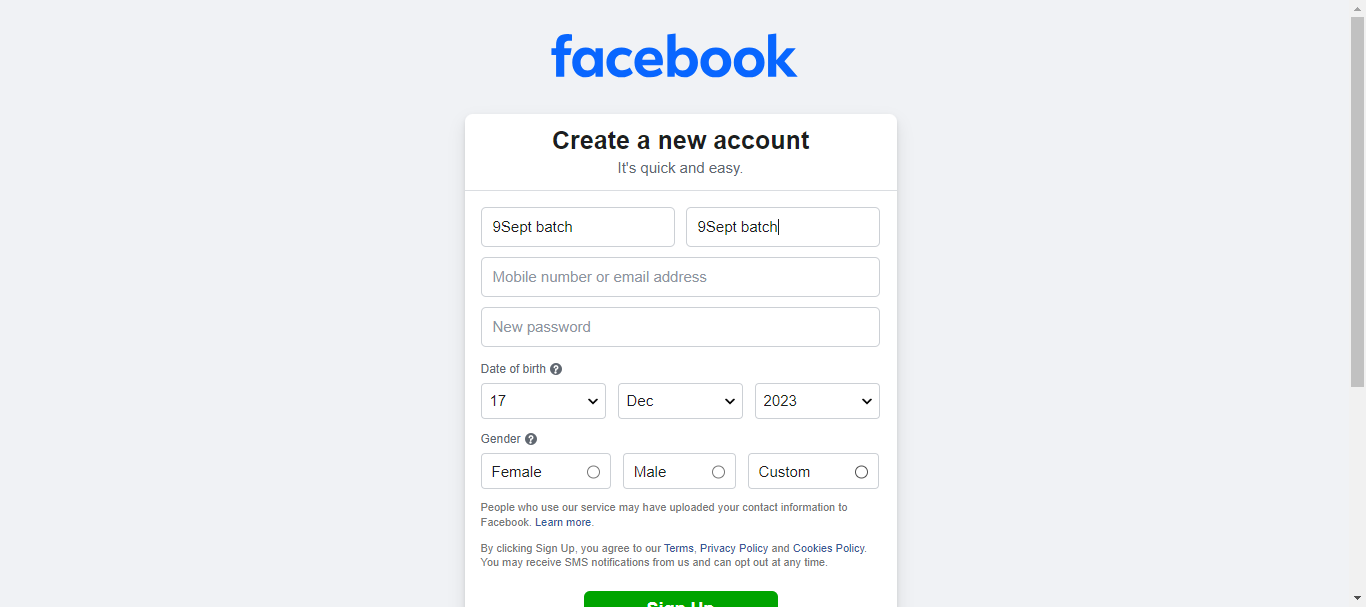 facebook
Create a new account
It's quick and easy.
9Sept batch 9Sept batch
Mobile number or email address
New password
Date of birth ?
17 Dec 2023
Gender ?
Female Male Custom
People who use our service may have uploaded your contact information to
Facebook. Learn more.
By clicking Sign Up, you agree to our Terms, Privacy Policy and Cookies Policy.
You may receive SMS notifications from us and can opt out at any time.
Sign Up